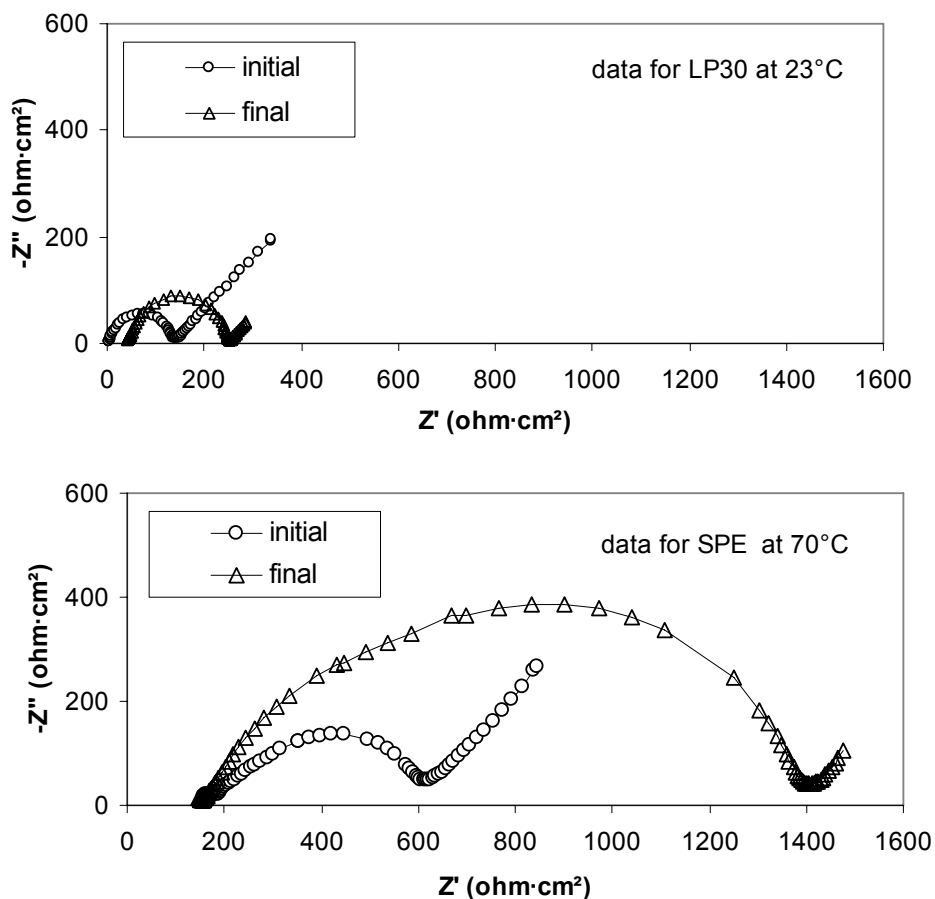 600
initial
final
data for LP30 at 23°C
400
200
0
-Z" (ohm·cm²)
0 200 400 600 800 1000 1200 1400 1600
Z' (ohm·cm²)
600
initial
final
data for SPE at 70°C
400
200
0
-Z" (ohm·cm²)
0 200 400 600 800 1000 1200 1400 1600
Z' (ohm·cm²)